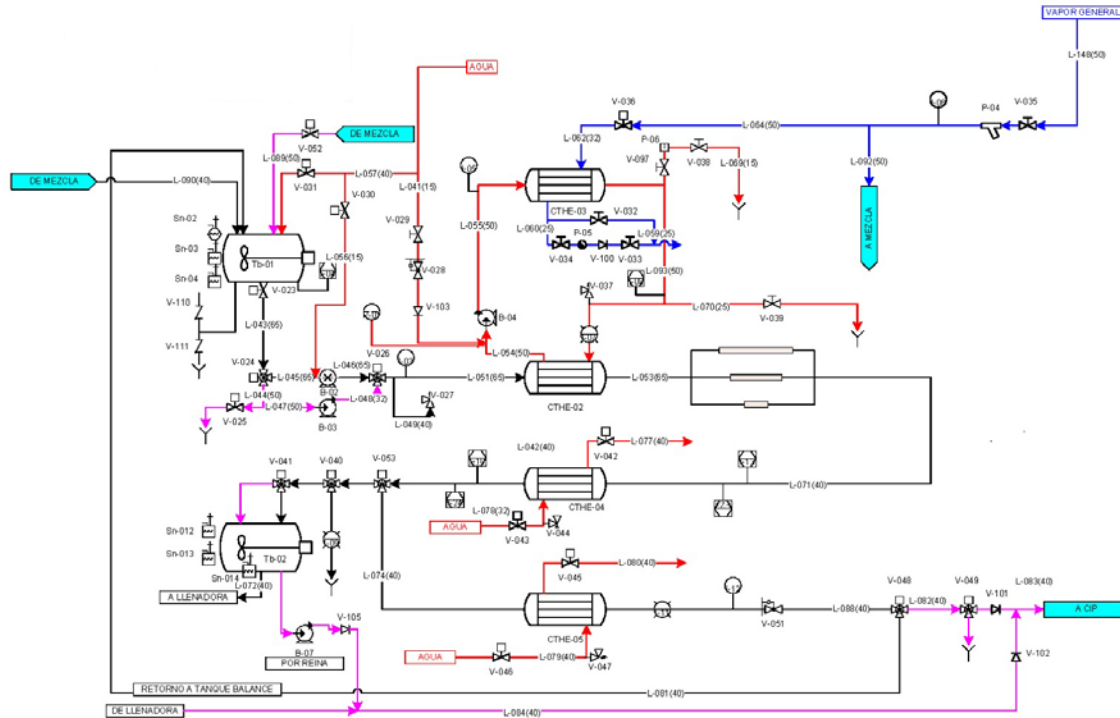 VAPOR GENERAL
L-148(50)
AGUA
V-036
P-04
V-035
L-064(50)
DE MEZCLA
V-052
L-062(32)
P-06
V-097
V-038
L-069(15)
L-092(50)
L-089(50)
L-057(40)
L-041(15)
V-031
V-030
DE MEZCLA
L-090(40)
Sn-02
Sn-03
Sn-04
V-029
L-055(50)
CTHE-03
V-032
L-060(25)
P-05
L-059(25)
A MEZCLA
L-056(15)
Tb-01
V-028
V-034
V-100
V-033
V-023
L-093(50)
V-110
V-037
L-070(25)
V-039
L-043(65)
V-103
B-04
V-111
V-026
L-054(50)
V-024
L-045(65)
L-046(65)
L-051(65)
L-053(65)
B-02
L-044(50)
L-047(50)
L-048(32)
V-027
CTHE-02
V-025
B-03
L-049(40)
L-042(40)
L-077(40)
V-042
V-041
V-040
V-053
L-071(40)
L-078(32)
CTHE-04
AGUA
V-043
V-044
Sn-012
Sn-013
Tb-02
Sn-014
L-072(40)
L-074(40)
L-080(40)
V-045
V-048
V-049
V-101
L-083(40)
L-082(40)
A LLENADORA
A CIP
V-051
L-088(40)
V-105
CTHE-05
B-07
AGUA
L-079(40)
V-046
V-047
V-102
POR REINA
RETORNO A TANQUE BALANCE
L-081(40)
DE LLENADORA
L-084(40)